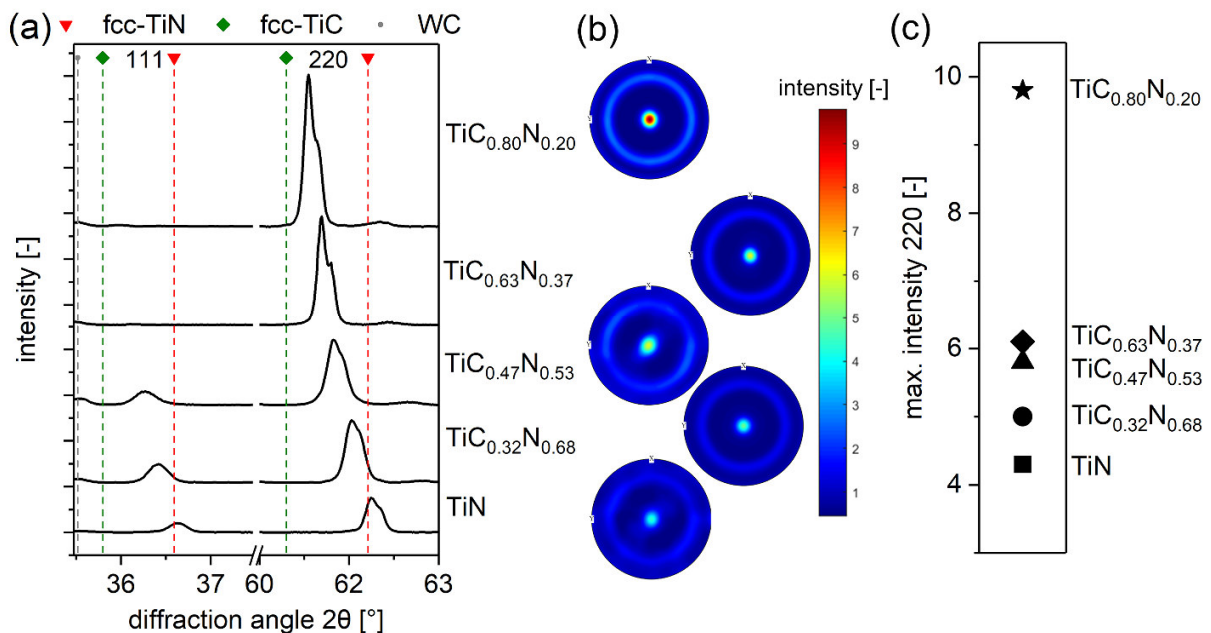 (a) fcc-TiN fcc-TiC WC
111 220
TiC0.80N0.20
TiC0.63N0.37
TiC0.47N0.53
TiC0.32N0.68
TiN
intensity [-]
36 37 60 62 63
diffraction angle 2θ [°]
(b)
intensity [-]
9
8
7
6
5
4
3
2
1
X
Y
X
Y
X
Y
X
Y
X
Y
(c)
max. intensity 220 [-]
10
8
6
4
TiC0.80N0.20
TiC0.63N0.37
TiC0.47N0.53
TiC0.32N0.68
TiN